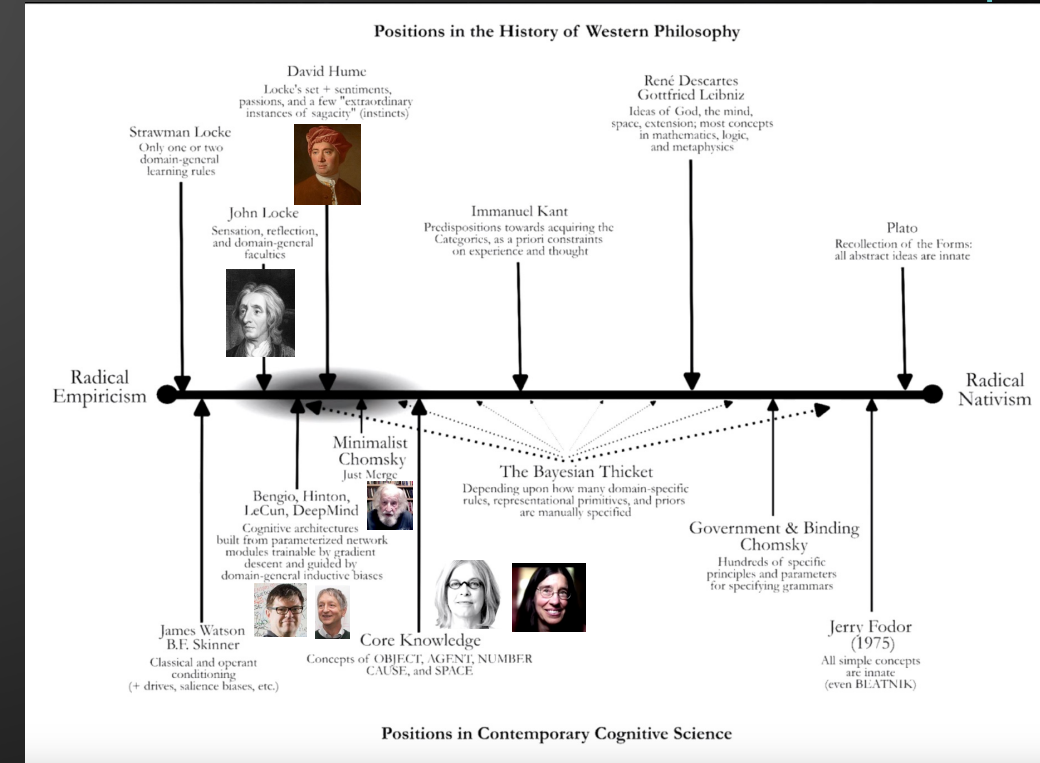 Positions in the History of Western Philosophy
David Hume
Locke's set + sentiments,
passions, and a few "extraordinary
instances of sagacity" (instincts)
René Descartes
Gottfried Leibniz
Ideas of God, the mind,
space, extension; most concepts
in mathematics, logic,
and metaphysics
Strawman Locke
Only one or two
domain-general
learning rules
John Locke
Sensation, reflection,
and domain-general
faculties
Immanuel Kant
Predispositions towards acquiring the
Categories, as a priori constraints
on experience and thought
Plato
Recollection of the Forms:
all abstract ideas are innate
Radical
Empiricism
Radical
Nativism
Minimalist
Chomsky
Just Merge
The Bayesian Thicket
Depending upon how many domain-specific
rules, representational primitives, and priors
are manually specified
Bengio, Hinton,
LeCun, DeepMind
Cognitive architectures
built from parameterized network
modules trainable by gradient
descent and guided by
domain-general inductive biases
Government & Binding
Chomsky
Hundreds of specific
principles and parameters
for specifying grammars
James Watson
B.F. Skinner
Classical and operant
conditioning
(+ drives, salience biases, etc.)
Core Knowledge
Concepts of OBJECT, AGENT, NUMBER
CAUSE, and SPACE
Jerry Fodor
(1975)
All simple concepts
are innate
(even BEATNIK)
Positions in Contemporary Cognitive Science